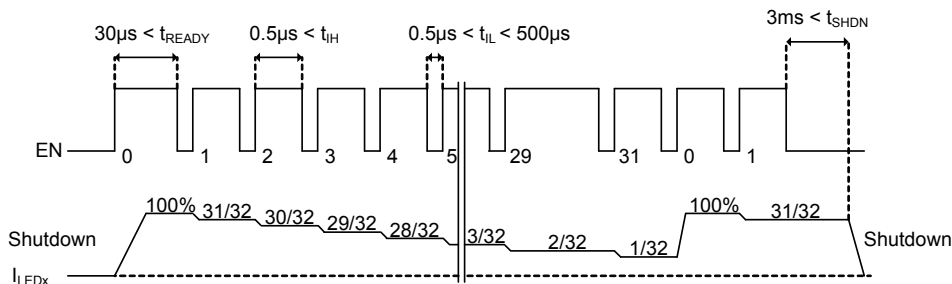 3ms < tSHDN
30µs < tREADY
0.5µs < tIH
0.5µs < tIL < 500µs
EN
0 1 2 3 4 5 29 31 0 1
100% 31/32 30/32 29/32 28/32 3/32 2/32 1/32 100% 31/32
Shutdown Shutdown
ILEDx